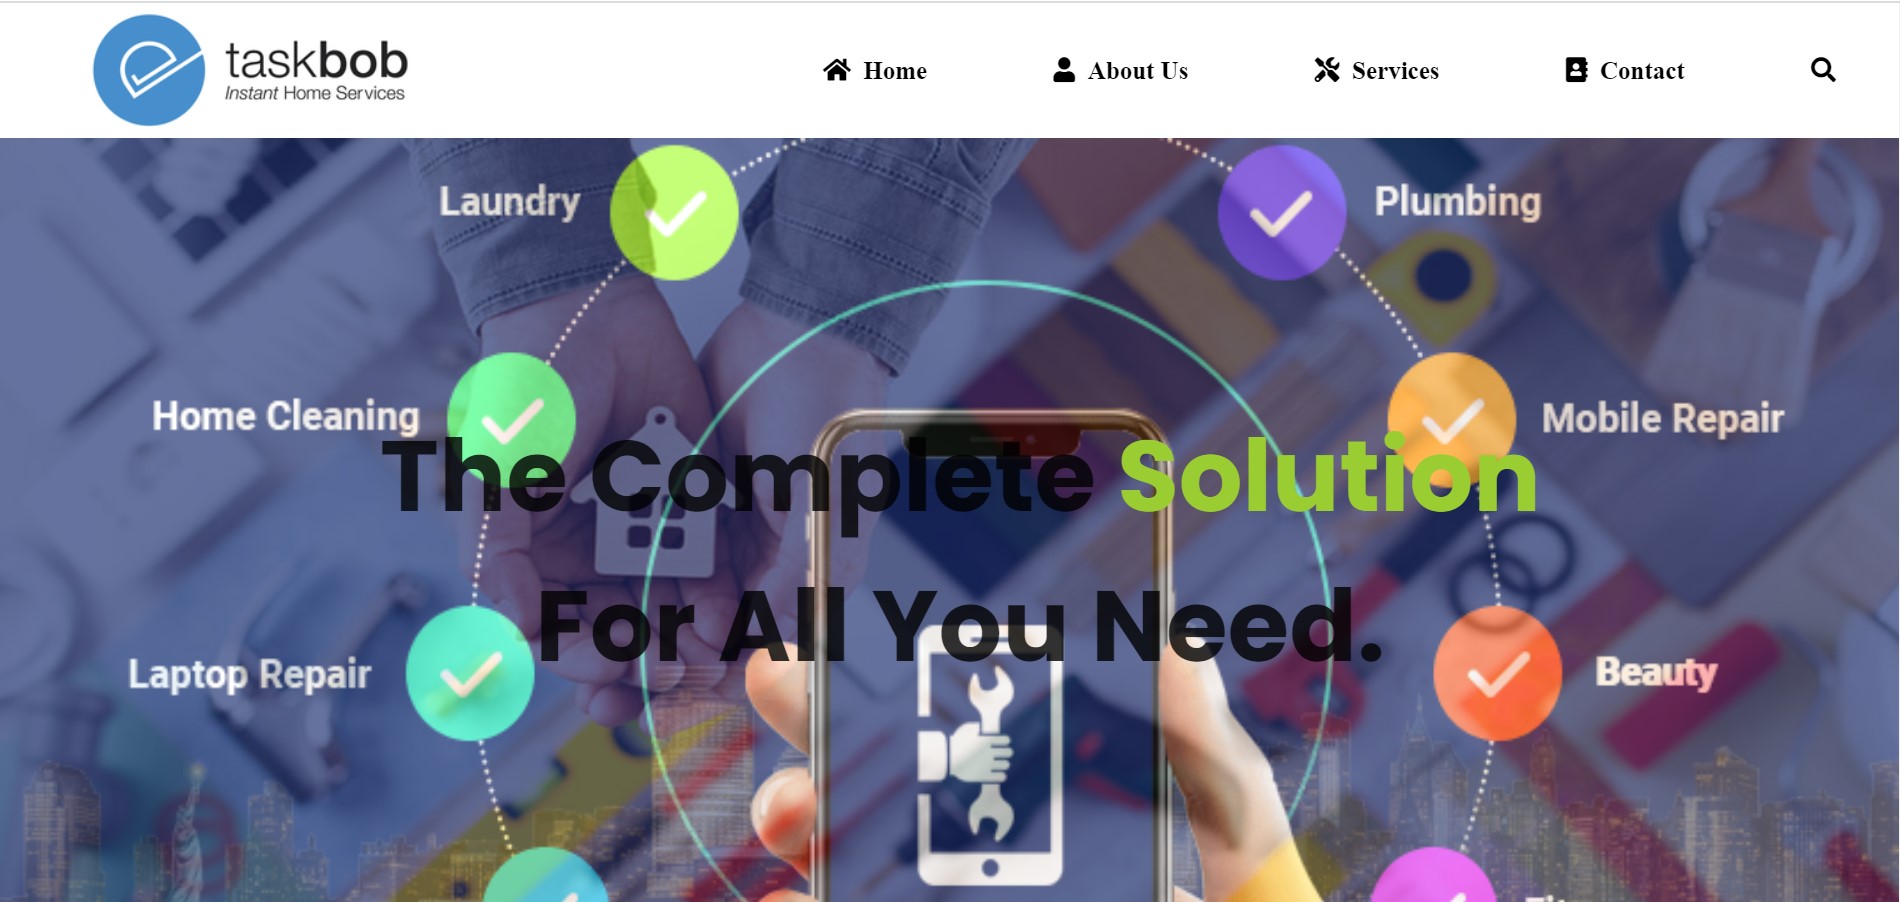 taskbob
Instant Home Services
Home
About Us
Services
Contact
Laundry
Plumbing
Home Cleaning
Mobile Repair
The Complete Solution
For All You Need.
Laptop Repair
Beauty